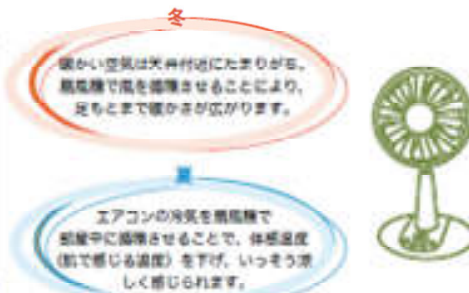 冬
暖かい空気は天井付近にたまりがち。
扇風機で風を循環させることにより、
足もとまで暖かさが広がります。
夏
エアコンの冷気を扇風機で
部屋中に循環させることで、体感温度
(肌で感じる温度)を下げ、いっそう涼
しく感じられます。